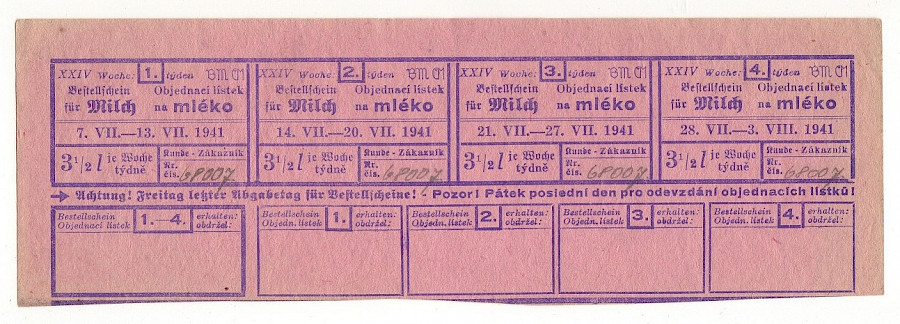 XXIV Woche: 1. týden BM ČM
Bestellschein Objednací lístek
für Milch na mléko
7. VII.—13. VII. 1941
3 1/2 l je Woche týdně
Kunde - Zákazník
Nr. čís. 68007
XXIV Woche: 2. týden BM ČM
Bestellschein Objednací lístek
für Milch na mléko
14. VII.—20. VII. 1941
3 1/2 l je Woche týdně
Kunde - Zákazník
Nr. čís. 68007
XXIV Woche: 3. týden BM ČM
Bestellschein Objednací lístek
für Milch na mléko
21. VII.—27. VII. 1941
3 1/2 l je Woche týdně
Kunde - Zákazník
Nr. čís. 68007
XXIV Woche: 4. týden BM ČM
Bestellschein Objednací lístek
für Milch na mléko
28. VII.—3. VIII. 1941
3 1/2 l je Woche týdně
Kunde - Zákazník
Nr. čís. 68007
→ Achtung! Freitag letzter Abgabetag für Bestellscheine! - Pozor! Pátek poslední den pro odevzdání objednacích lístků!
Bestellschein 1.—4. erhalten:
Objednací lístek obdržel:
Bestellschein 1. erhalten:
Objedn. lístek obdržel:
Bestellschein 2. erhalten:
Objedn. lístek obdržel:
Bestellschein 3. erhalten:
Objedn. lístek obdržel:
Bestellschein 4. erhalten:
Objedn. lístek obdržel: